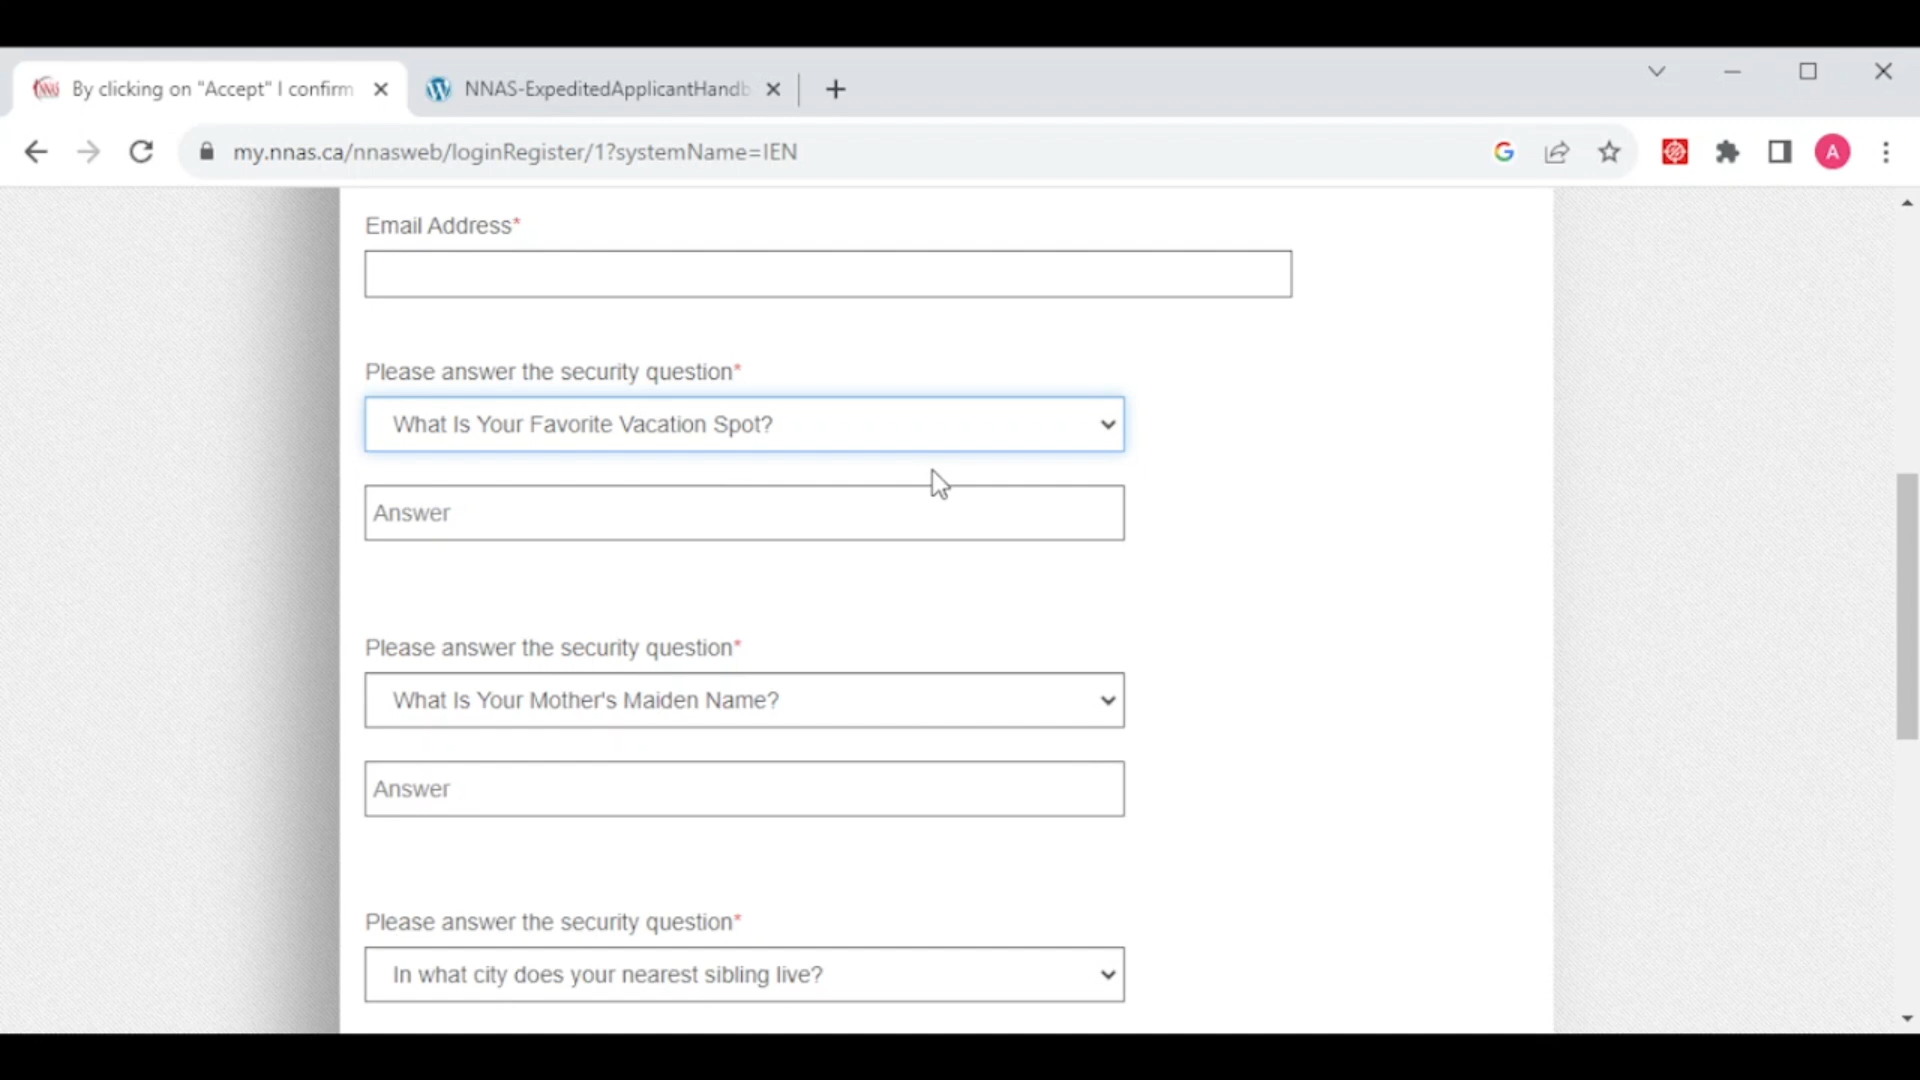 By clicking on "Accept" I confirm
NNAS-ExpeditedApplicantHandb
my.nnas.ca/nnasweb/loginRegister/1?systemName=IEN
A
Email Address*
Please answer the security question*
What Is Your Favorite Vacation Spot?
Answer
Please answer the security question*
What Is Your Mother's Maiden Name?
Answer
Please answer the security question*
In what city does your nearest sibling live?